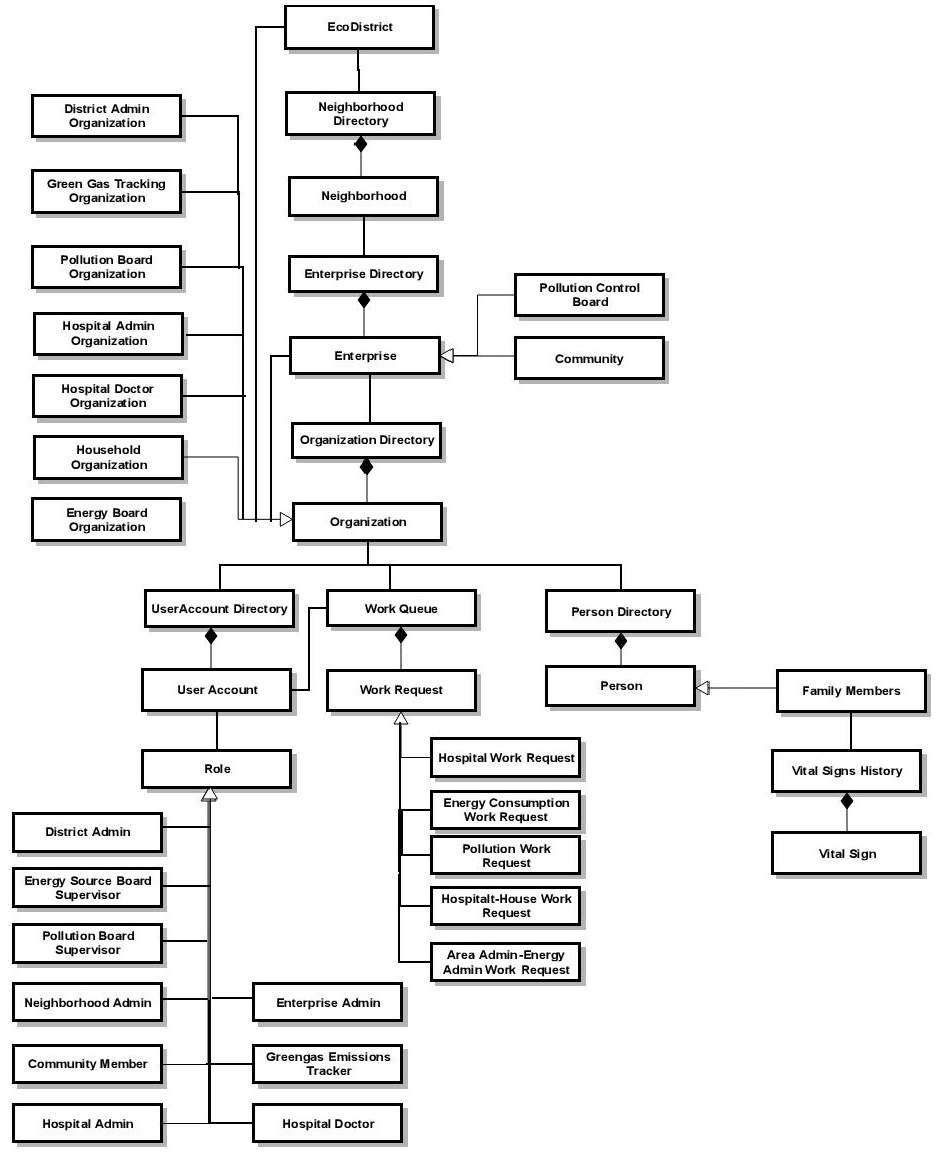 EcoDistrict
Neighborhood
Directory
District Admin
Organization
Green Gas Tracking
Organization
Neighborhood
Pollution Board
Organization
Enterprise Directory
Pollution Control
Board
Hospital Admin
Organization
Enterprise
Community
Hospital Doctor
Organization
Organization Directory
Household
Organization
Energy Board
Organization
Organization
UserAccount Directory
Work Queue
Person Directory
User Account
Work Request
Person
Family Members
Role
Hospital Work Request
Vital Signs History
Energy Consumption
Work Request
District Admin
Pollution Work
Request
Vital Sign
Energy Source Board
Supervisor
Hospitalt-House Work
Request
Pollution Board
Supervisor
Area Admin-Energy
Admin Work Request
Neighborhood Admin
Enterprise Admin
Community Member
Greengas Emissions
Tracker
Hospital Admin
Hospital Doctor